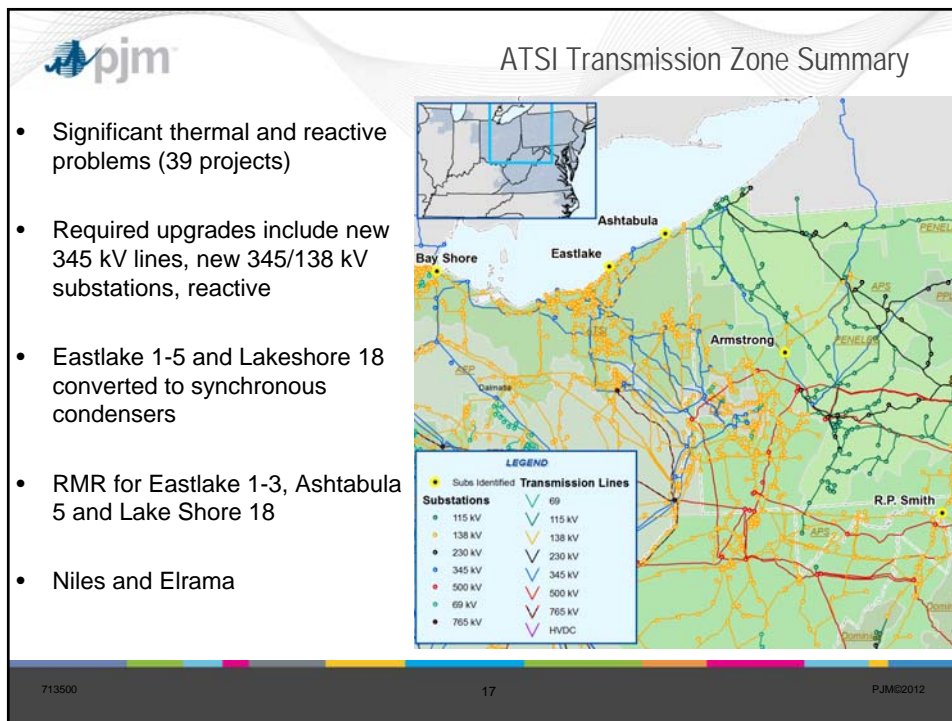 pjm
ATSI Transmission Zone Summary
• Significant thermal and reactive
problems (39 projects)
• Required upgrades include new
345 kV lines, new 345/138 kV
substations, reactive
• Eastlake 1-5 and Lakeshore 18
converted to synchronous
condensers
• RMR for Eastlake 1-3, Ashtabula
5 and Lake Shore 18
• Niles and Elrama
Ashtabula
Eastlake
Bay Shore
PENELEC
APS
ATSI
PENELEC
Armstrong
AEP
R.P. Smith
APS
LEGEND
Subs Identified
Substations
115 kV
138 kV
230 kV
345 kV
500 kV
69 kV
765 kV
Transmission Lines
69
115 kV
138 kV
230 kV
345 kV
500 kV
765 kV
HVDC
713500
17
PJM©2012